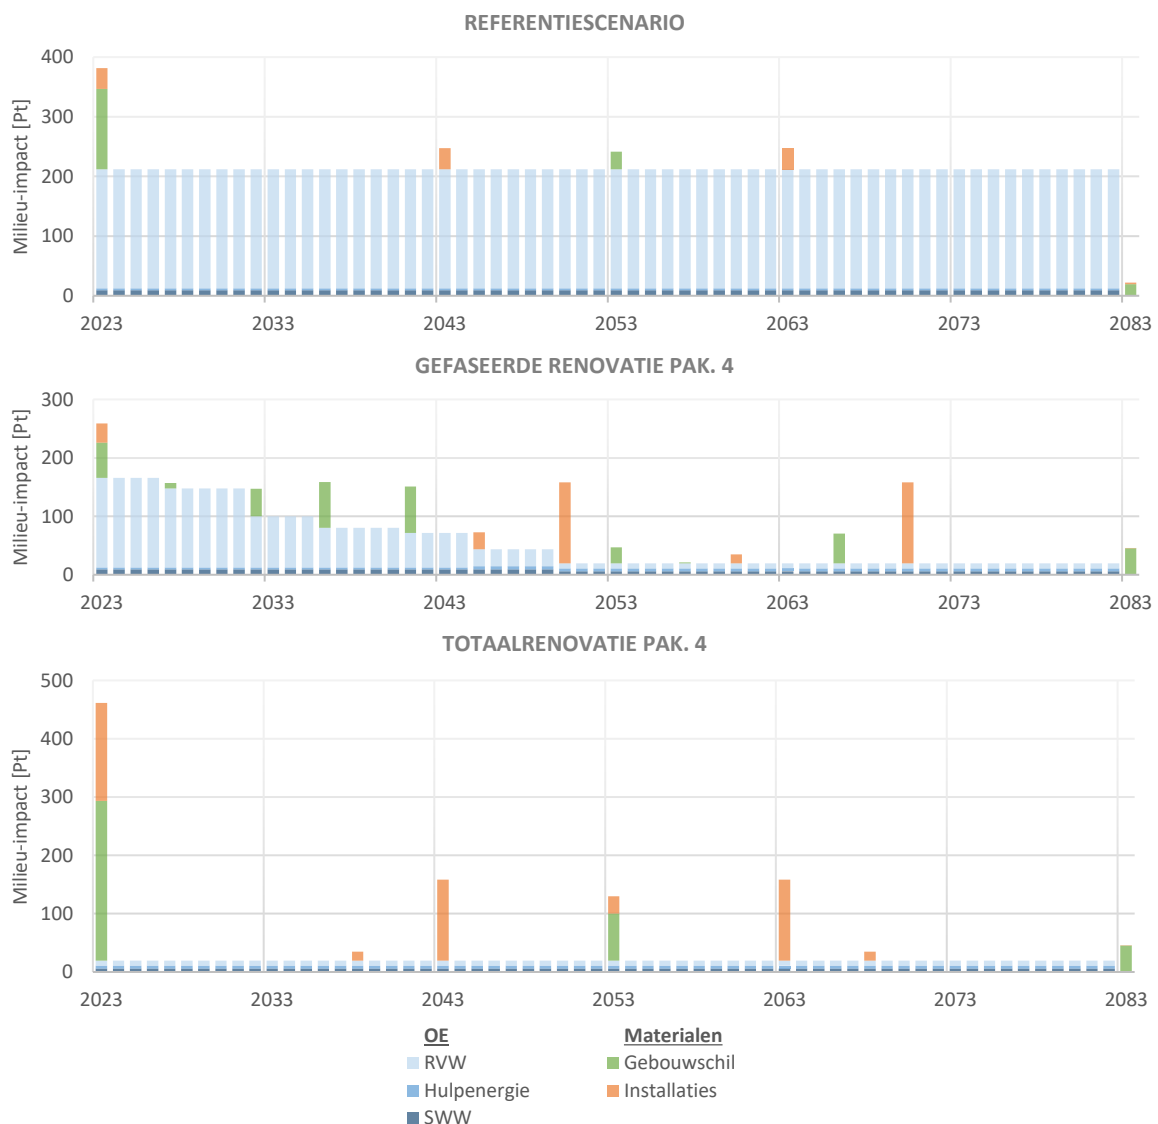 REFERENTIESCENARIO
Milieu-impact [Pt]
400
300
200
100
0
2023 2033 2043 2053 2063 2073 2083
GEFASEERDE RENOVATIE PAK. 4
Milieu-impact [Pt]
300
200
100
0
2023 2033 2043 2053 2063 2073 2083
TOTAALRENOVATIE PAK. 4
Milieu-impact [Pt]
500
400
300
200
100
0
2023 2033 2043 2053 2063 2073 2083
OE Materialen
RVW Gebouwschil
Hulpenergie Installaties
SWW